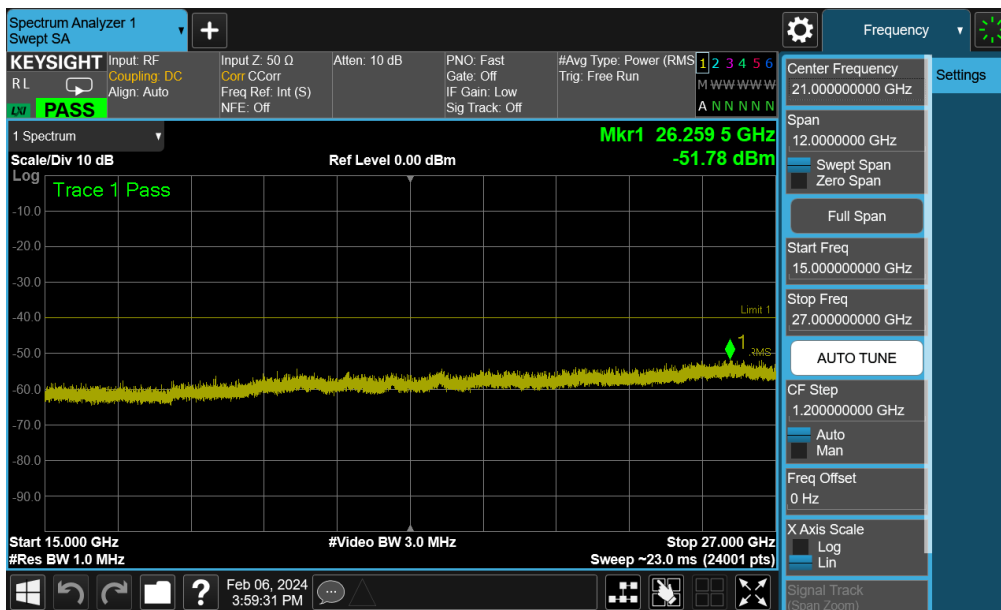 Spectrum Analyzer 1
Swept SA
Frequency
KEYSIGHT
R L
LXI PASS
Input: RF
Coupling: DC
Align: Auto
Input Z: 50 Ω
Corr CCorr
Freq Ref: Int (S)
NFE: Off
Atten: 10 dB
PNO: Fast
Gate: Off
IF Gain: Low
Sig Track: Off
#Avg Type: Power (RMS
Trig: Free Run
1 2 3 4 5 6
M W W W W W
A N N N N N
1 Spectrum
Scale/Div 10 dB
Ref Level 0.00 dBm
Mkr1 26.259 5 GHz
-51.78 dBm
Log
Trace 1 Pass
-10.0
-20.0
-30.0
-40.0
-50.0
-60.0
-70.0
-80.0
-90.0
Limit 1
1
RMS
Start 15.000 GHz
#Video BW 3.0 MHz
Stop 27.000 GHz
#Res BW 1.0 MHz
Sweep ~23.0 ms (24001 pts)
Feb 06, 2024
3:59:31 PM
Center Frequency
21.000000000 GHz
Span
12.0000000 GHz
Swept Span
Zero Span
Full Span
Start Freq
15.000000000 GHz
Stop Freq
27.000000000 GHz
AUTO TUNE
CF Step
1.200000000 GHz
Auto
Man
Freq Offset
0 Hz
X Axis Scale
Log
Lin
Signal Track
(Span Zoom)
Settings